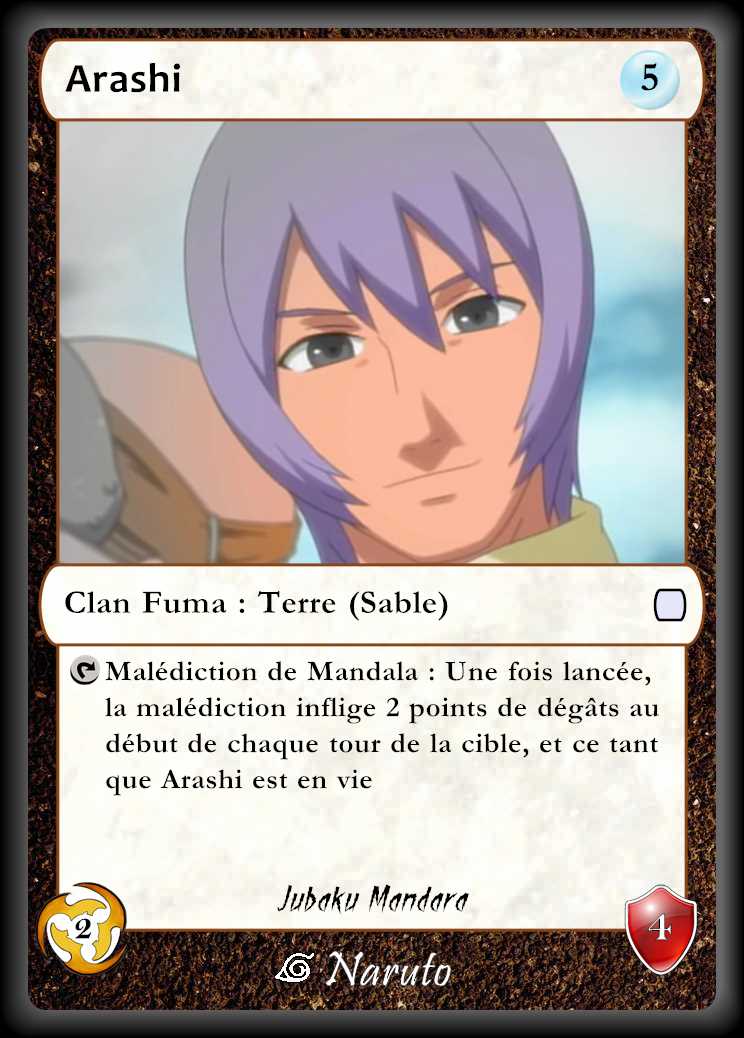 Arashi
5
Clan Fuma : Terre (Sable)
Malédiction de Mandala : Une fois lancée,
la malédiction inflige 2 points de dégâts au
début de chaque tour de la cible, et ce tant
que Arashi est en vie
Jubaku Mandara
2
4
Naruto